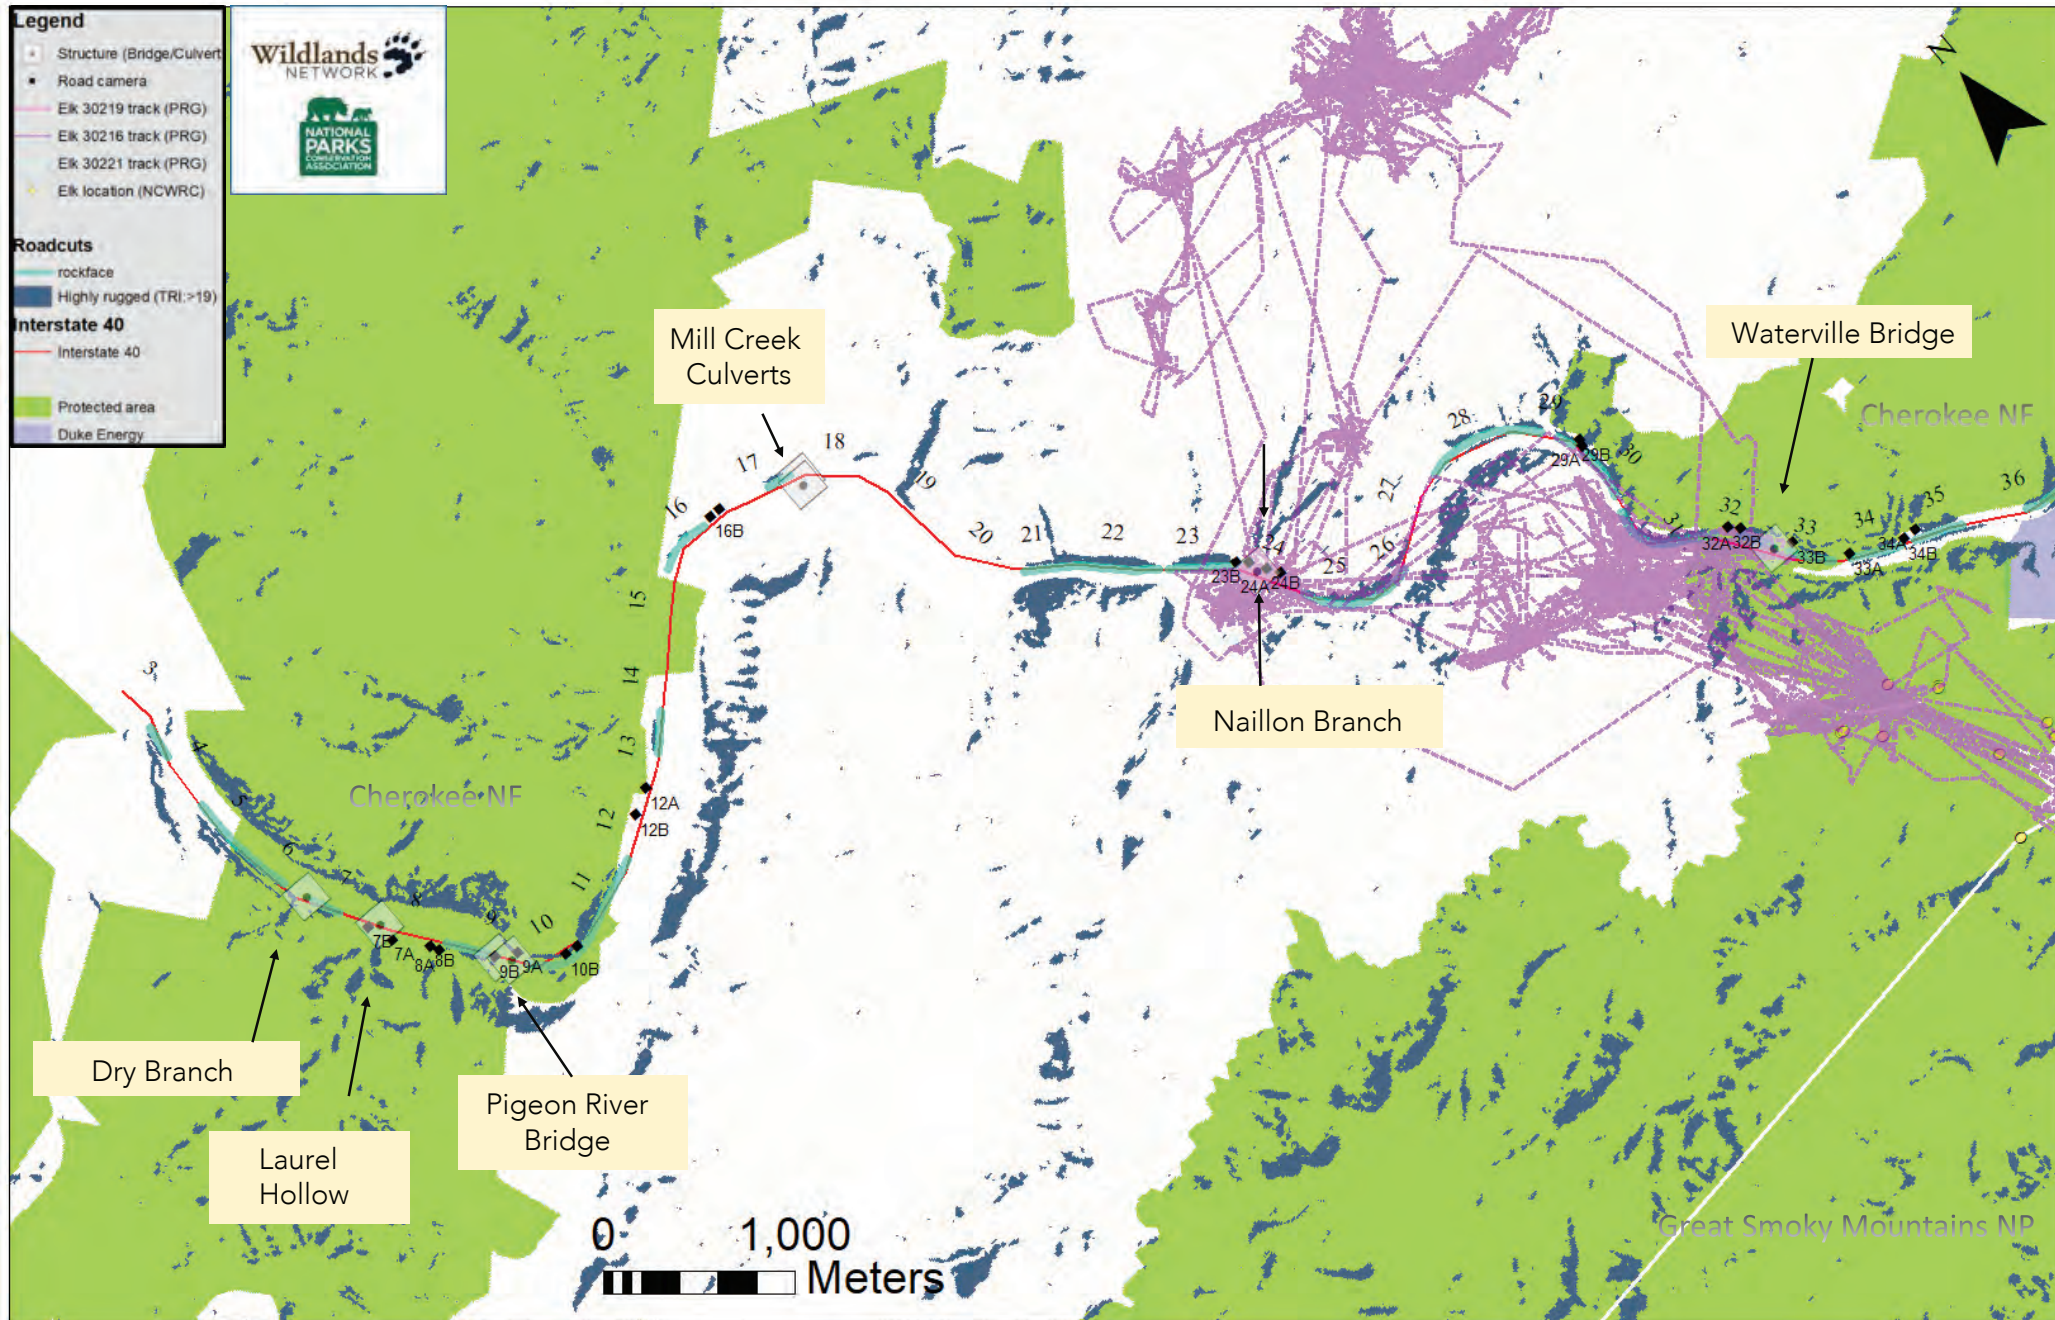 Legend
Structure (Bridge/Culvert
Road camera
Elk 30219 track (PRG)
Elk 30216 track (PRG)
Elk 30221 track (PRG)
Elk location (NCWRC)
Roadcuts
rockface
Highly rugged (TRI:>19)
Interstate 40
Interstate 40
Protected area
Duke Energy
Wildlands
NETWORK
NATIONAL
PARKS
CONSERVATION
ASSOCIATION
N
Mill Creek
Culverts
Waterville Bridge
Cherokee NF
Naillon Branch
Cherokee NF
Dry Branch
Laurel
Hollow
Pigeon River
Bridge
Great Smoky Mountains NP
3
4
5
6
7
8
9
10
11
12
13
14
15
16
17
18
19
20
21
22
23
24
25
26
27
28
29
30
31
32
33
34
35
36
7B
7A
8A
8B
9B
9A
10B
12A
12B
16B
23B
24A
24B
29A
29B
32A
32B
33B
33A
34A
34B
0 1,000
Meters